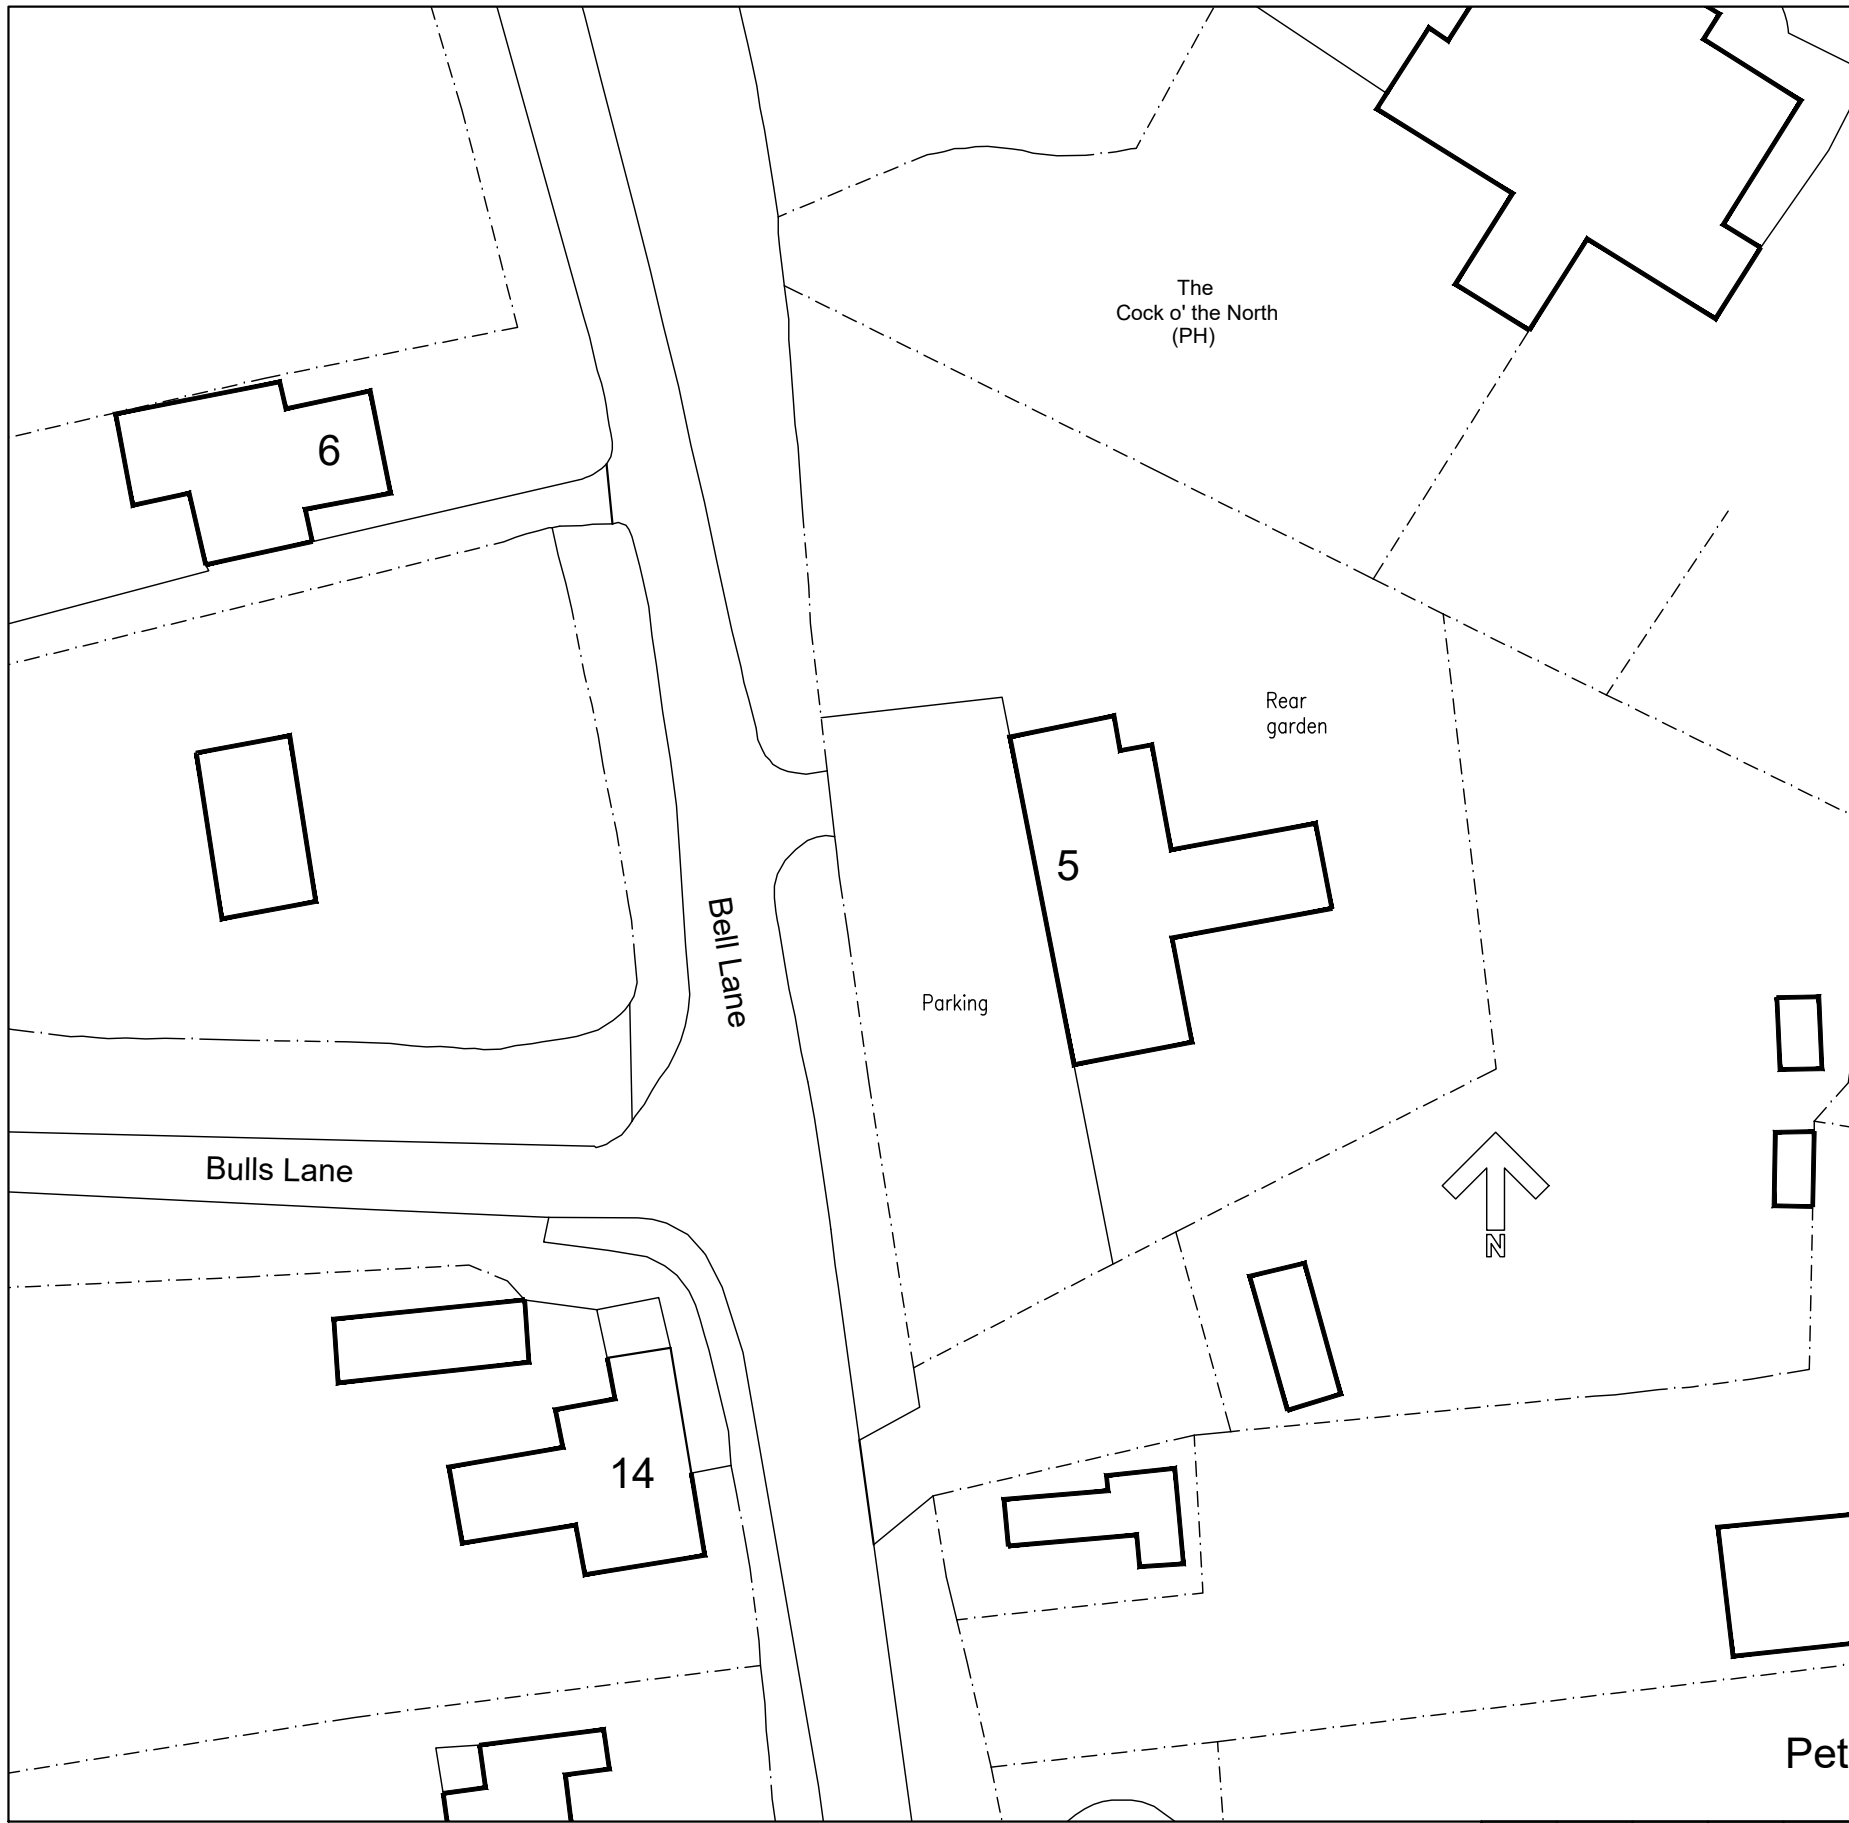 The
Cock o' the North
(PH)
6
Rear
garden
5
Bell Lane
Parking
Bulls Lane
N
14
Pet